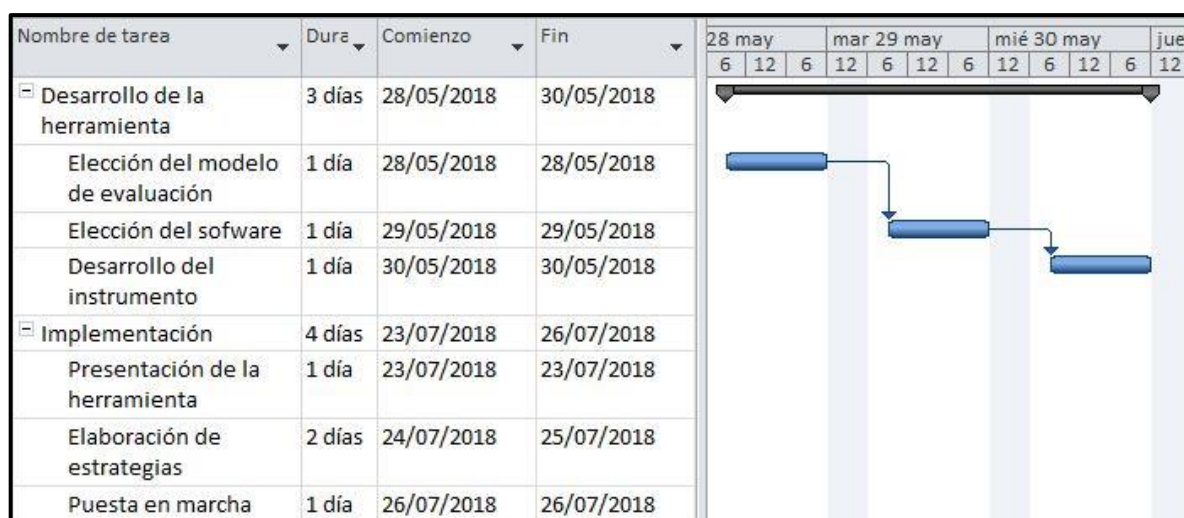 Nombre de tarea Dura Comienzo Fin 28 may mar 29 may mié 30 may jue
6 12 6 12 6 12 6 12 6 12 6 12
Desarrollo de la 3 días 28/05/2018 30/05/2018
herramienta
Elección del modelo 1 día 28/05/2018 28/05/2018
de evaluación
Elección del sofware 1 día 29/05/2018 29/05/2018
Desarrollo del 1 día 30/05/2018 30/05/2018
instrumento
Implementación 4 días 23/07/2018 26/07/2018
Presentación de la 1 día 23/07/2018 23/07/2018
herramienta
Elaboración de 2 días 24/07/2018 25/07/2018
estrategias
Puesta en marcha 1 día 26/07/2018 26/07/2018